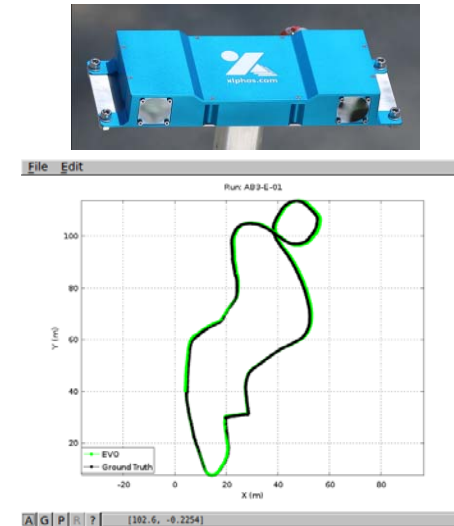 xiphos.com
File Edit
Run: AB3-E-01
100
80
60
40
20
Y (m)
EVO
Ground Truth
-20 0 20 40 60 80
X (m)
A G P R ? [102.6, -0.2254]